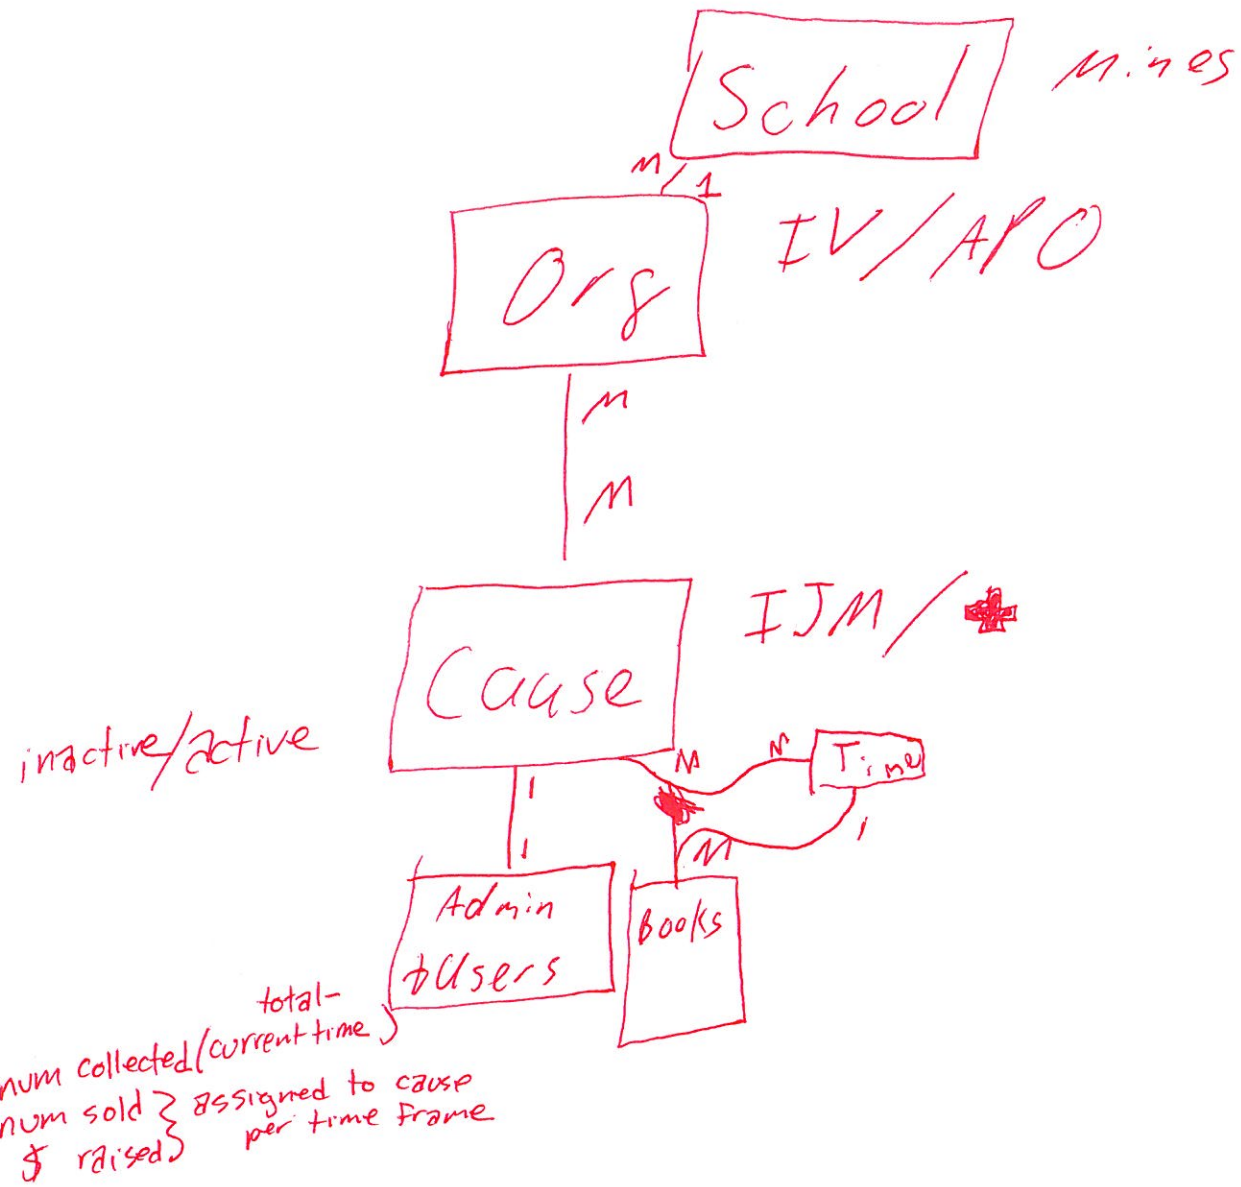 School
Mines
M/1
Org
IV/APO
M
M
Cause
IJM/
inactive/active
M
N
Time
1
1
1
M
Admin
+Users
Books
total-
num collected (current time)
num sold } assigned to cause
$ raised } per time frame